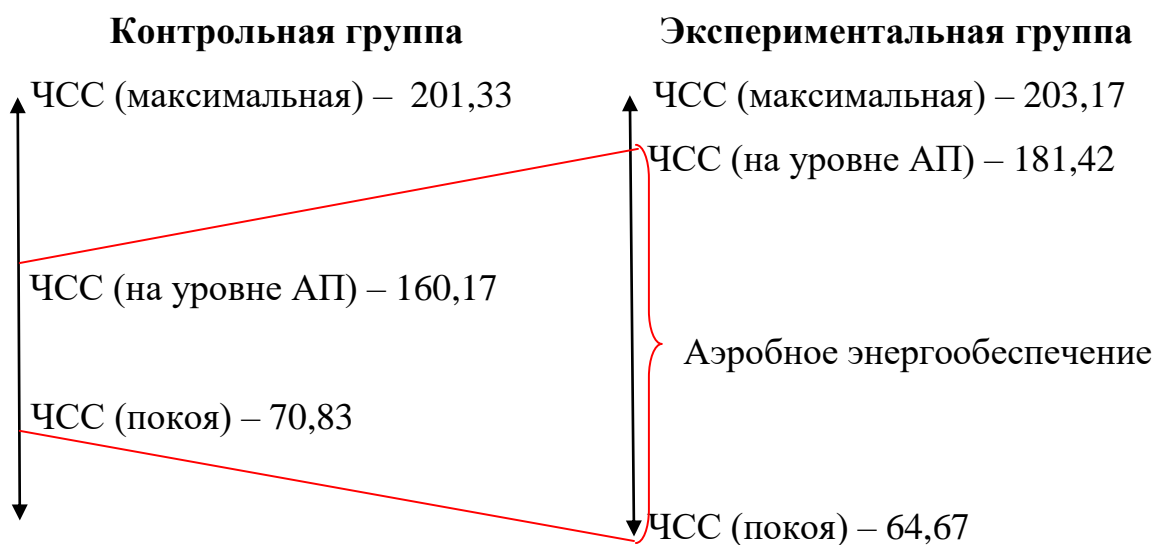 Контрольная группа
Экспериментальная группа
ЧСС (максимальная) – 201,33
ЧСС (максимальная) – 203,17
ЧСС (на уровне АП) – 181,42
ЧСС (на уровне АП) – 160,17
Аэробное энергообеспечение
ЧСС (покоя) – 70,83
ЧСС (покоя) – 64,67